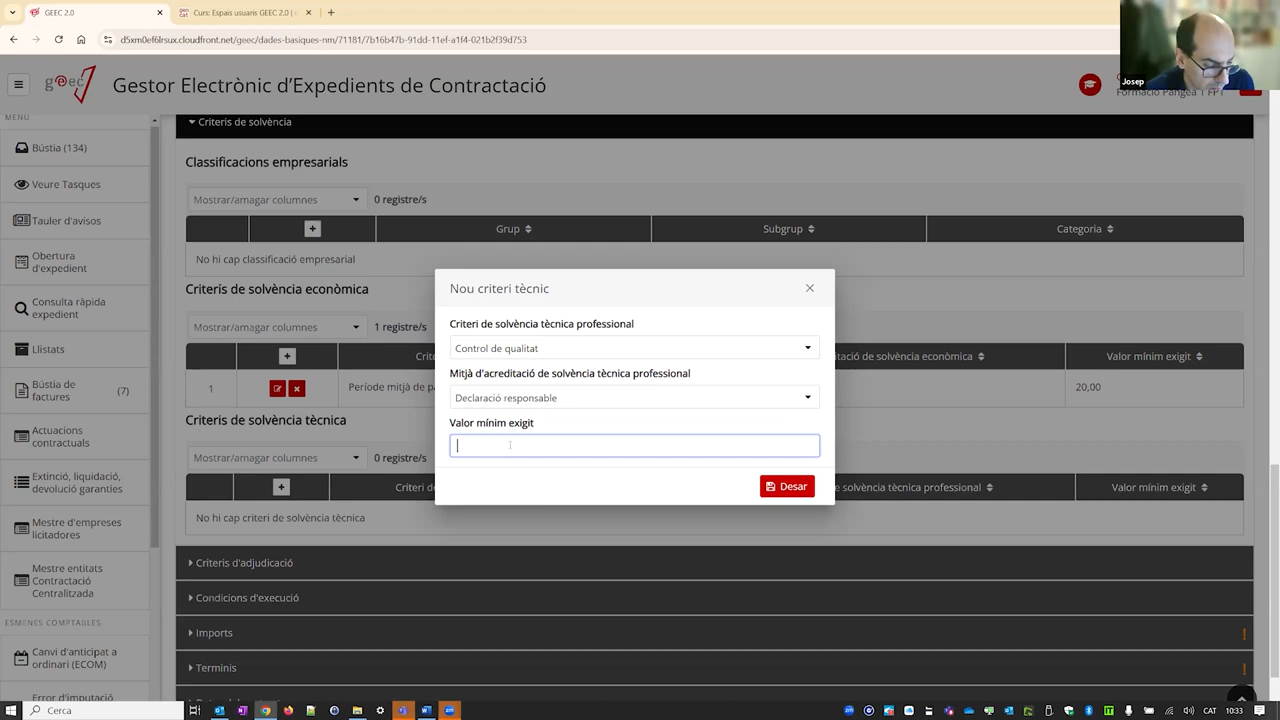 GEEC 2.0
Curs: Espais usuaris GEEC 2.0 |
d5xm0ef6lrsux.cloudfront.net/geec/dades-basiques-nm/71181/7b16b47b-91dd-11ef-a1f4-021b2f39d753
Josep
geec
Gestor Electrònic d'Expedients de Contractació
Formació Pangea i FPT
MENÚ
Bústia (134)
Veure Tasques
Tauler d'avisos
Obertura
d'expedient
Consulta ràpida
expedient
Llistats
Bústia de
factures
(7)
Actuacions
contractuals
Extinció, liquidació,
devolució garanties
Mestre d'empreses
licitadores
Mestre entitats
Contractació
Centralitzada
ESMENES COMPTABLES
Canvi d'anticipat a
ordinari (ECOM)
Error d'imputació
Criteris de solvència
Classificacions empresarials
Mostrar/amagar columnes
0 registre/s
Grup
Subgrup
Categoria
No hi cap classificació empresarial
Criteris de solvència econòmica
Mostrar/amagar columnes
1 registre/s
itació de solvència econòmica
Valor mínim exigit
1
Període mitjà de pa
20,00
Criteris de solvència tècnica
Mostrar/amagar columnes
0 registre/s
Criteri de
e solvència tècnica professional
Valor mínim exigit
No hi cap criteri de solvència tècnica
Nou criteri tècnic
Criteri de solvència tècnica professional
Control de qualitat
Mitjà d'acreditació de solvència tècnica professional
Declaració responsable
Valor mínim exigit
Desar
Criteris d'adjudicació
Condicions d'execució
Imports
Terminis
Cerca
CAT
10:33